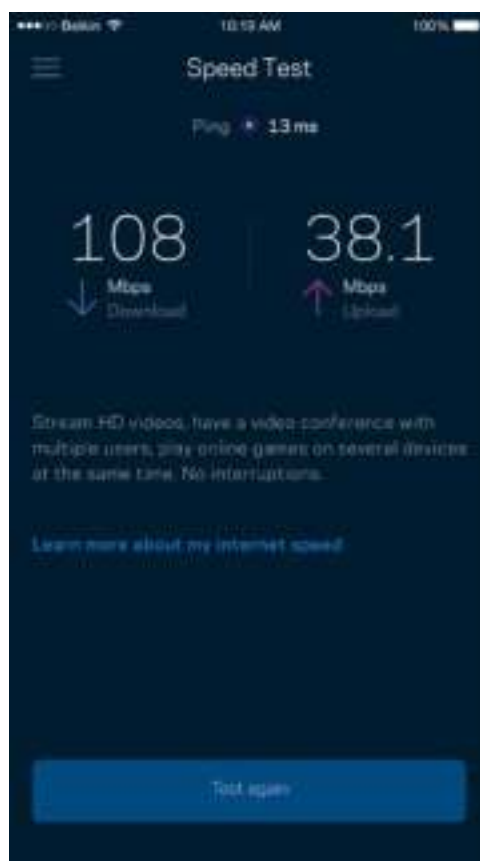 Belkin 10:19 AM 100%
Speed Test
Ping 13 ms
108 38.1
Mbps Mbps
Download Upload
Stream HD videos, have a video conference with
multiple users, play online games on several devices
at the same time. No interruptions.
Learn more about my internet speed
Test again